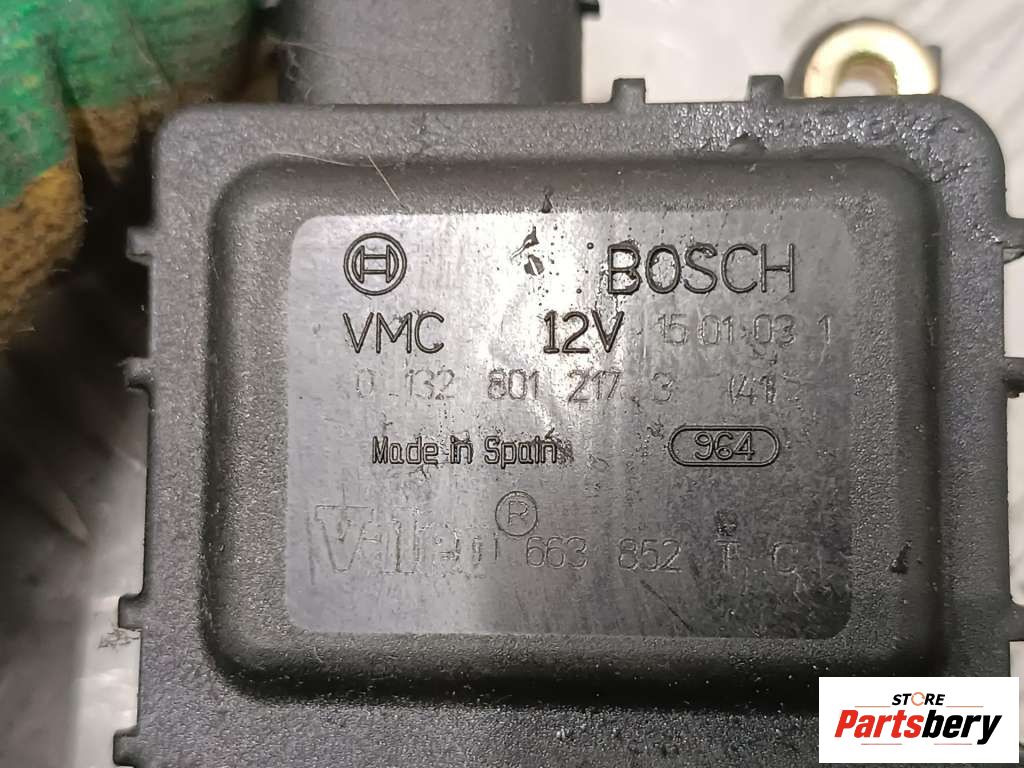 BOSCH
VMC 12V 15 01 03 1
0 132 801 217 3 (41)
Made in Spain 964
® 663 852 T C
STORE
Partsbery